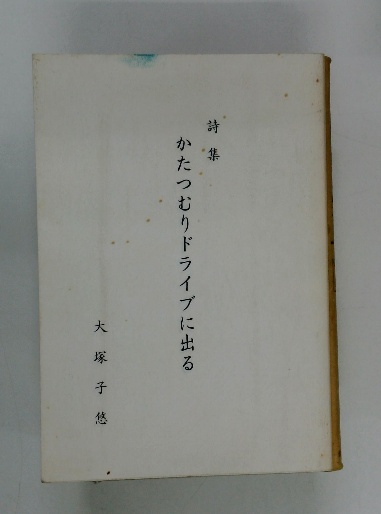 詩集
かたつむりドライブに出る
大塚子悠